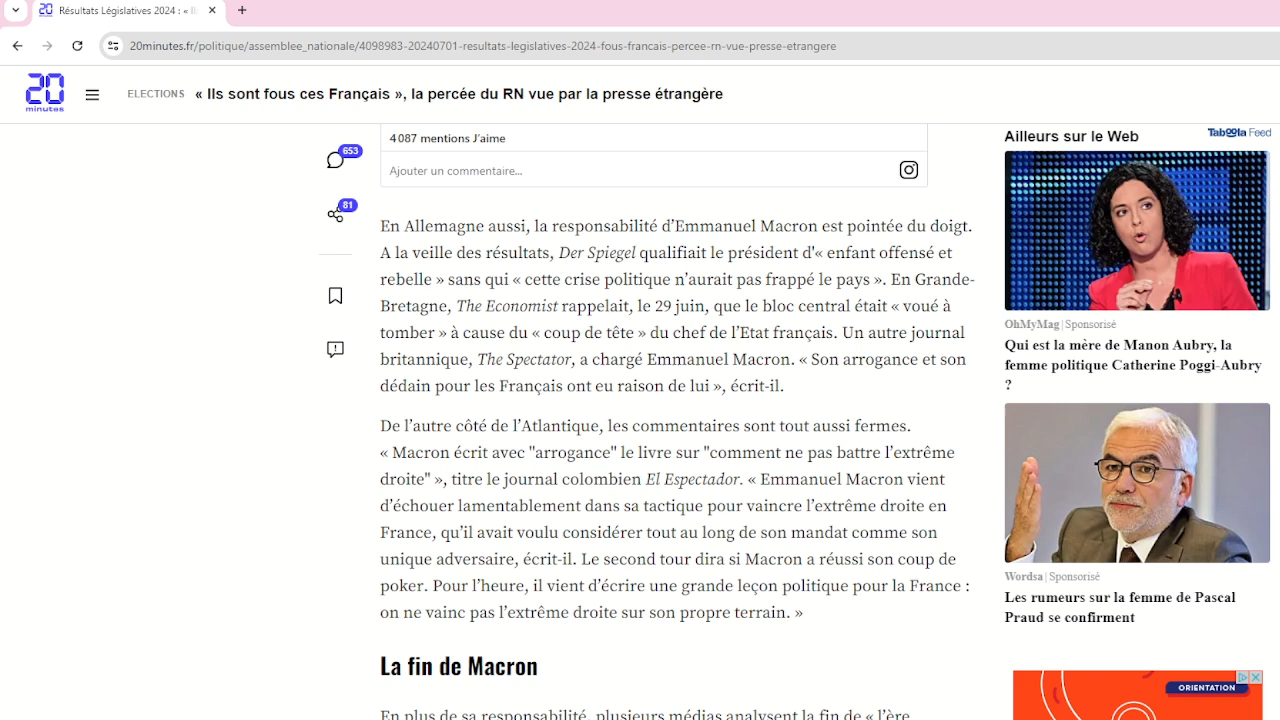 Résultats Législatives 2024 : « Il
20minutes.fr/politique/assemblee_nationale/4098983-20240701-resultats-legislatives-2024-fous-francais-percee-rn-vue-presse-etrangere
20
minutes
ELECTIONS « Ils sont fous ces Français », la percée du RN vue par la presse étrangère
4 087 mentions J'aime
Ajouter un commentaire...
653
81
En Allemagne aussi, la responsabilité d’Emmanuel Macron est pointée du doigt.
A la veille des résultats, Der Spiegel qualifiait le président d'« enfant offensé et
rebelle » sans qui « cette crise politique n’aurait pas frappé le pays ». En Grande-
Bretagne, The Economist rappelait, le 29 juin, que le bloc central était « voué à
tomber » à cause du « coup de tête » du chef de l’Etat français. Un autre journal
britannique, The Spectator, a chargé Emmanuel Macron. « Son arrogance et son
dédain pour les Français ont eu raison de lui », écrit-il.
De l’autre côté de l’Atlantique, les commentaires sont tout aussi fermes.
« Macron écrit avec "arrogance" le livre sur "comment ne pas battre l’extrême
droite" », titre le journal colombien El Espectador. « Emmanuel Macron vient
d’échouer lamentablement dans sa tactique pour vaincre l’extrême droite en
France, qu’il avait voulu considérer tout au long de son mandat comme son
unique adversaire, écrit-il. Le second tour dira si Macron a réussi son coup de
poker. Pour l’heure, il vient d’écrire une grande leçon politique pour la France :
on ne vainc pas l’extrême droite sur son propre terrain. »
La fin de Macron
En plus de sa responsabilité, plusieurs médias analysent la fin de « l’ère
Ailleurs sur le Web
Taboola Feed
OhMyMag | Sponsorisé
Qui est la mère de Manon Aubry, la
femme politique Catherine Poggi-Aubry
?
Wordsa | Sponsorisé
Les rumeurs sur la femme de Pascal
Praud se confirment
ORIENTATION